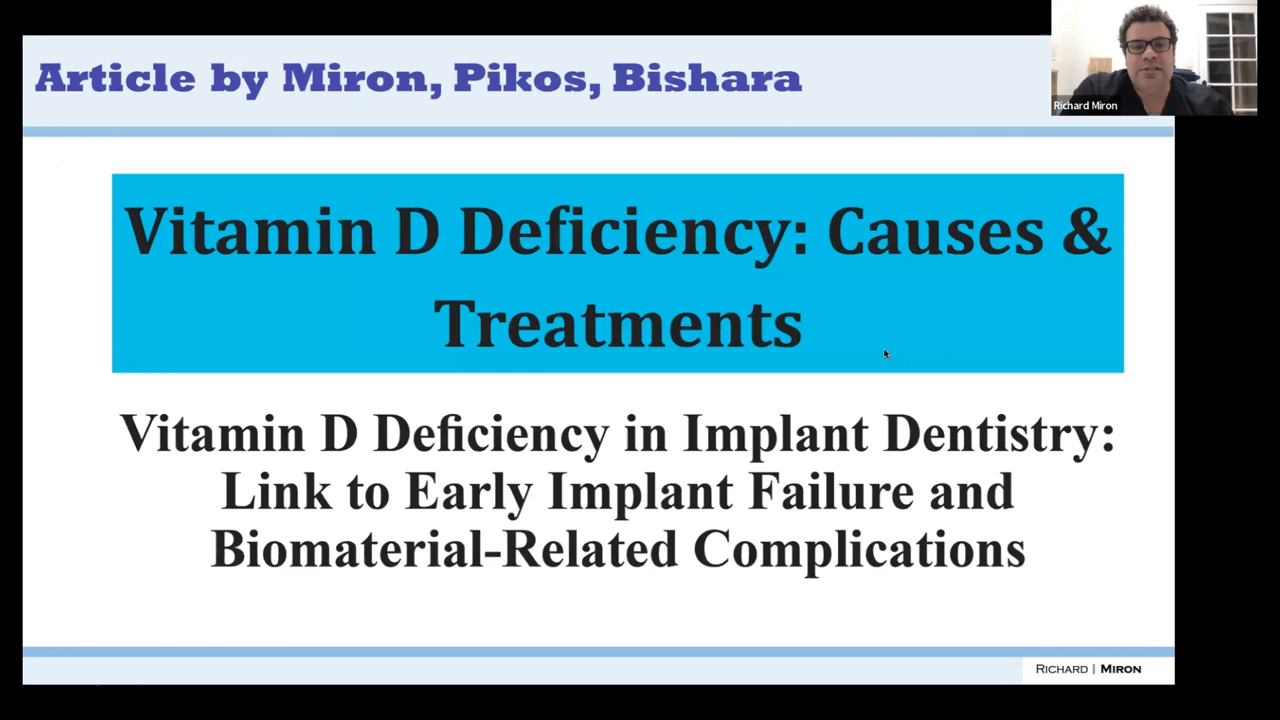 Article by Miron, Pikos, Bishara
Richard Miron
Vitamin D Deficiency: Causes &
Treatments
Vitamin D Deficiency in Implant Dentistry:
Link to Early Implant Failure and
Biomaterial-Related Complications
RICHARD | MIRON